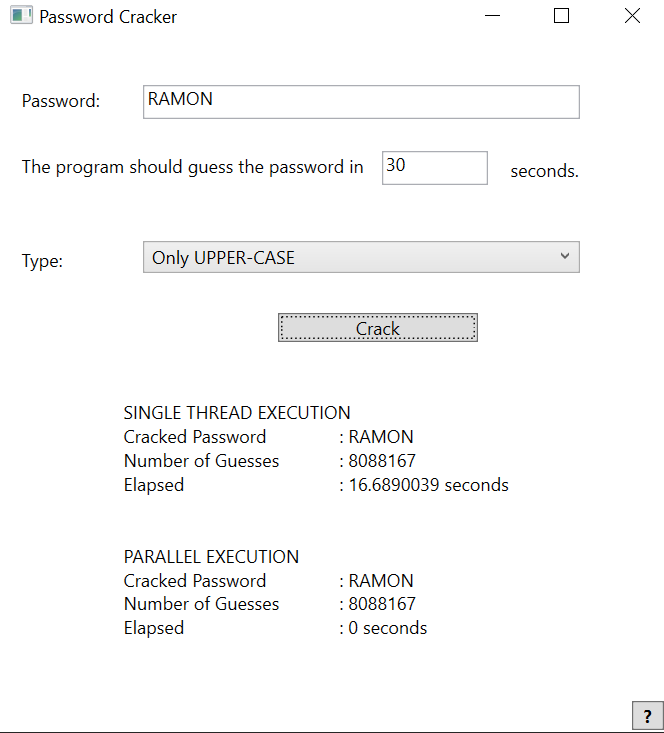 Password Cracker
Password: RAMON
The program should guess the password in 30 seconds.
Type: Only UPPER-CASE
Crack
SINGLE THREAD EXECUTION
Cracked Password : RAMON
Number of Guesses : 8088167
Elapsed : 16.6890039 seconds
PARALLEL EXECUTION
Cracked Password : RAMON
Number of Guesses : 8088167
Elapsed : 0 seconds
?